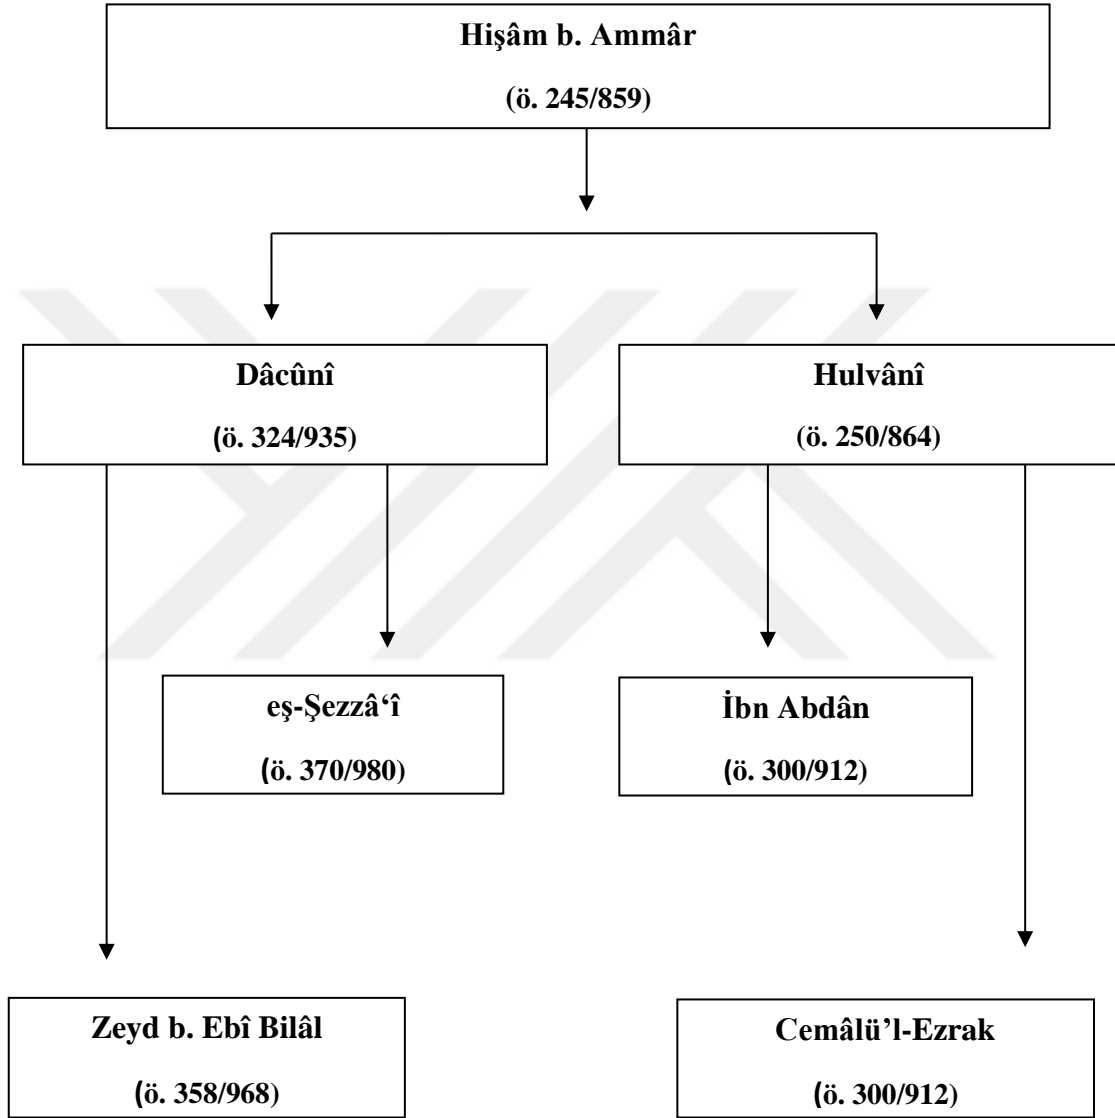 Hişâm b. Ammâr
(ö. 245/859)
Dâcûnî
(ö. 324/935)
Hulvânî
(ö. 250/864)
eş-Şezzâ‘î
(ö. 370/980)
İbn Abdân
(ö. 300/912)
Zeyd b. Ebî Bilâl
(ö. 358/968)
Cemâlü’l-Ezrak
(ö. 300/912)